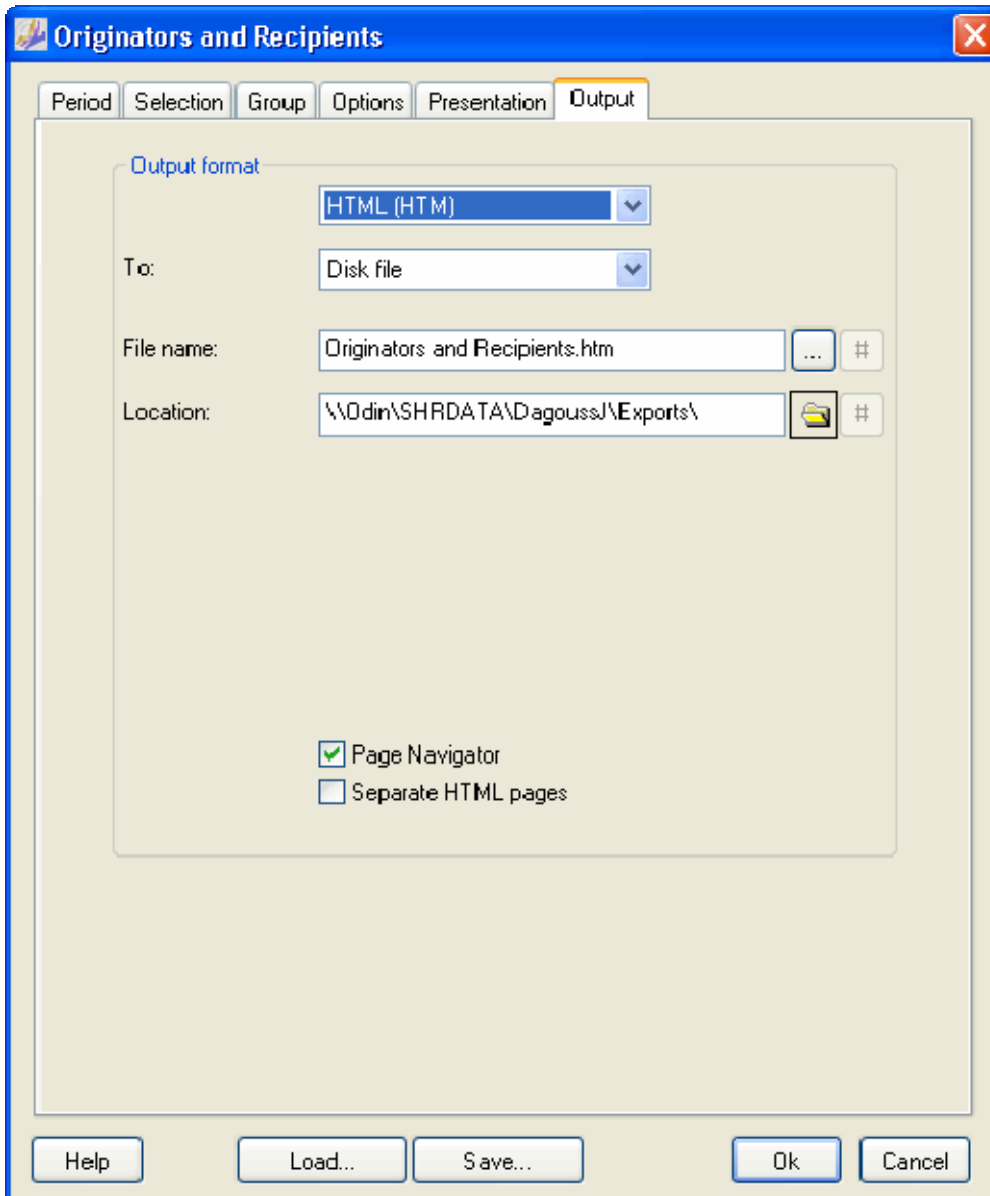 Originators and Recipients
Period Selection Group Options Presentation Output
Output format
HTML (HTM)
To: Disk file
File name: Originators and Recipients.htm ... #
Location: \\Odin\SHRDATA\DagoussJ\Exports\ #
Page Navigator
Separate HTML pages
Help Load... Save... Ok Cancel